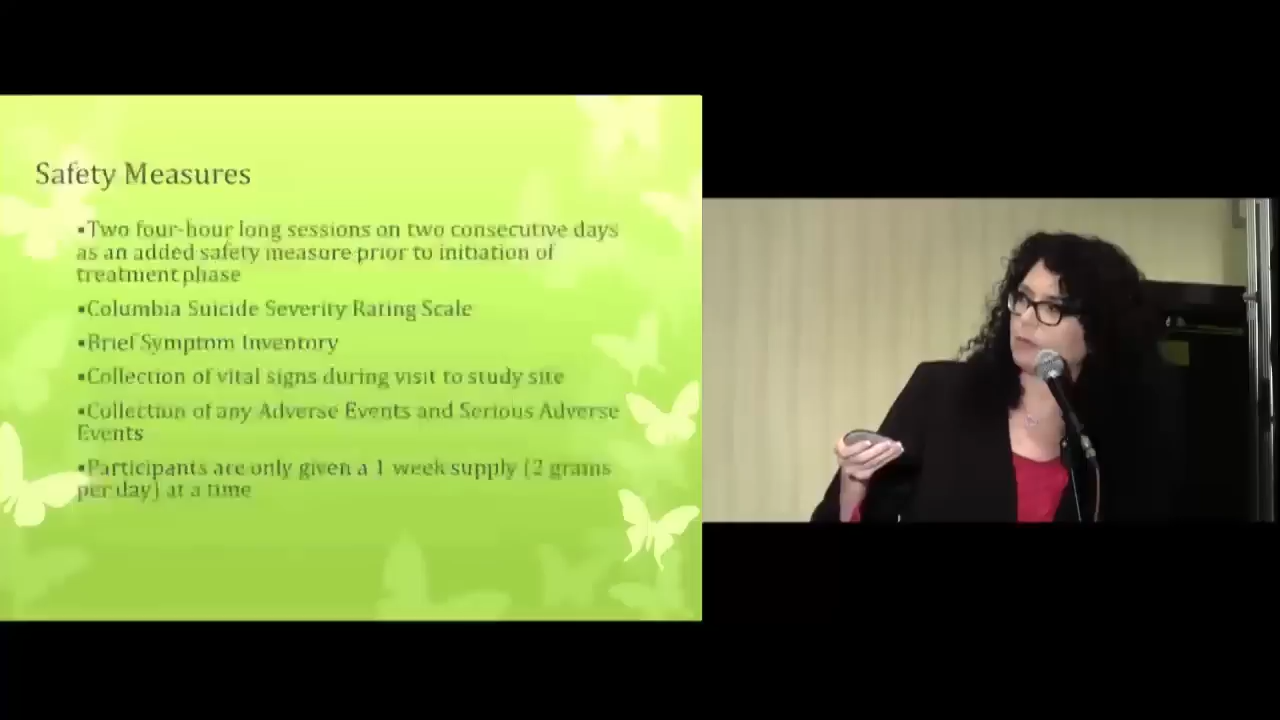 Safety Measures
▪Two four-hour long sessions on two consecutive days
as an added safety measure prior to initiation of
treatment phase
▪Columbia Suicide Severity Rating Scale
▪Brief Symptom Inventory
▪Collection of vital signs during visit to study site
▪Collection of any Adverse Events and Serious Adverse
Events
▪Participants are only given a 1 week supply (2 grams
per day) at a time